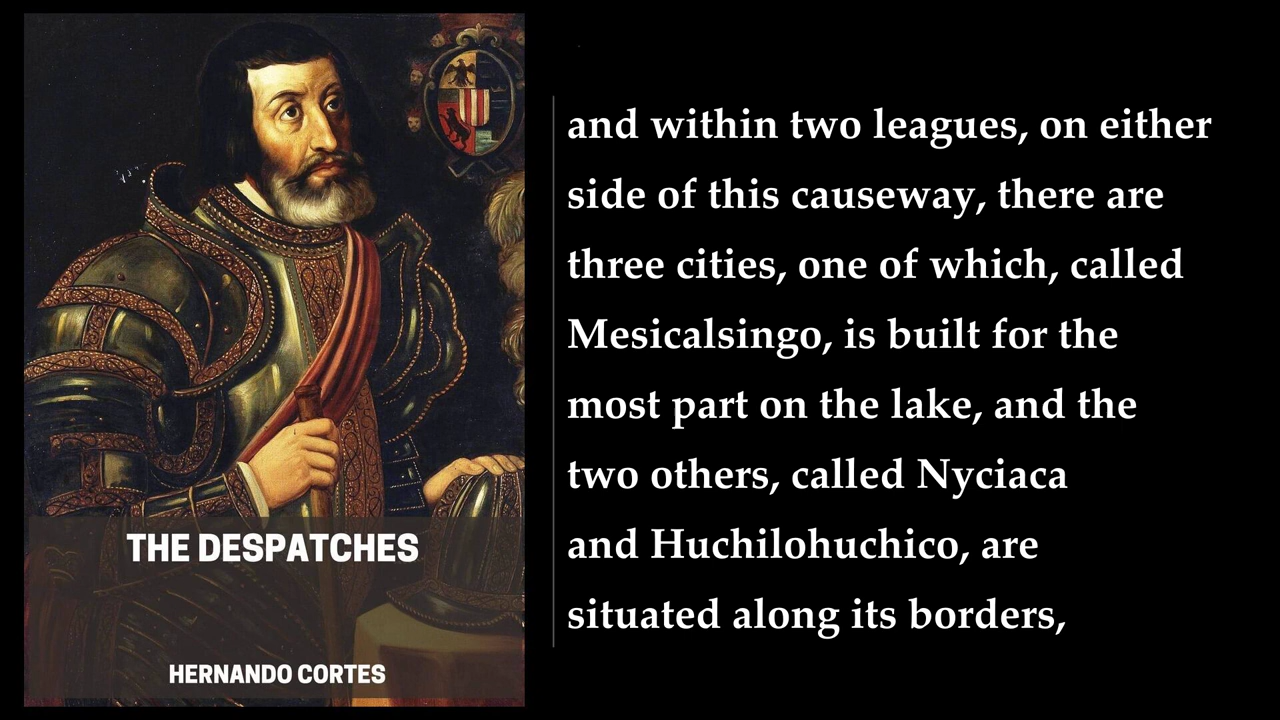 THE DESPATCHES
HERNANDO CORTES
and within two leagues, on either
side of this causeway, there are
three cities, one of which, called
Mesicalsingo, is built for the
most part on the lake, and the
two others, called Nyciaca
and Huchilohuchico, are
situated along its borders,